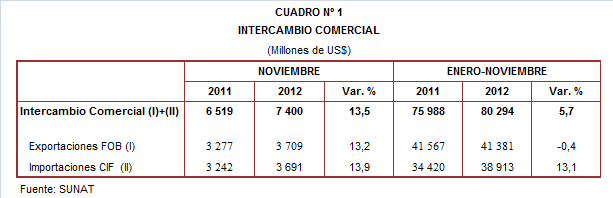 CUADRO Nº 1
INTERCAMBIO COMERCIAL
(Millones de US$)
NOVIEMBRE ENERO-NOVIEMBRE
2011 2012 Var. % 2011 2012 Var. %
Intercambio Comercial (I)+(II) 6 519 7 400 13,5 75 988 80 294 5,7
Exportaciones FOB (I) 3 277 3 709 13,2 41 567 41 381 -0,4
Importaciones CIF (II) 3 242 3 691 13,9 34 420 38 913 13,1
Fuente: SUNAT